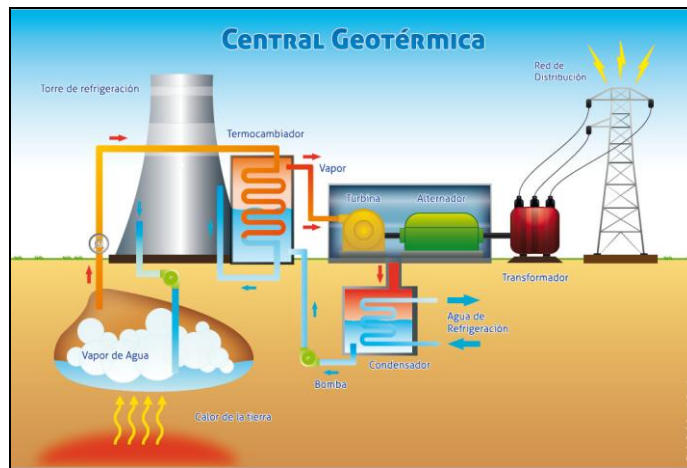 Central Geotérmica
Red de
Distribución
Torre de refrigeración
Termocambiador
Vapor
Turbina
Alternador
Transformador
Agua de
Refrigeración
Vapor de Agua
Condensador
Bomba
Calor de la tierra